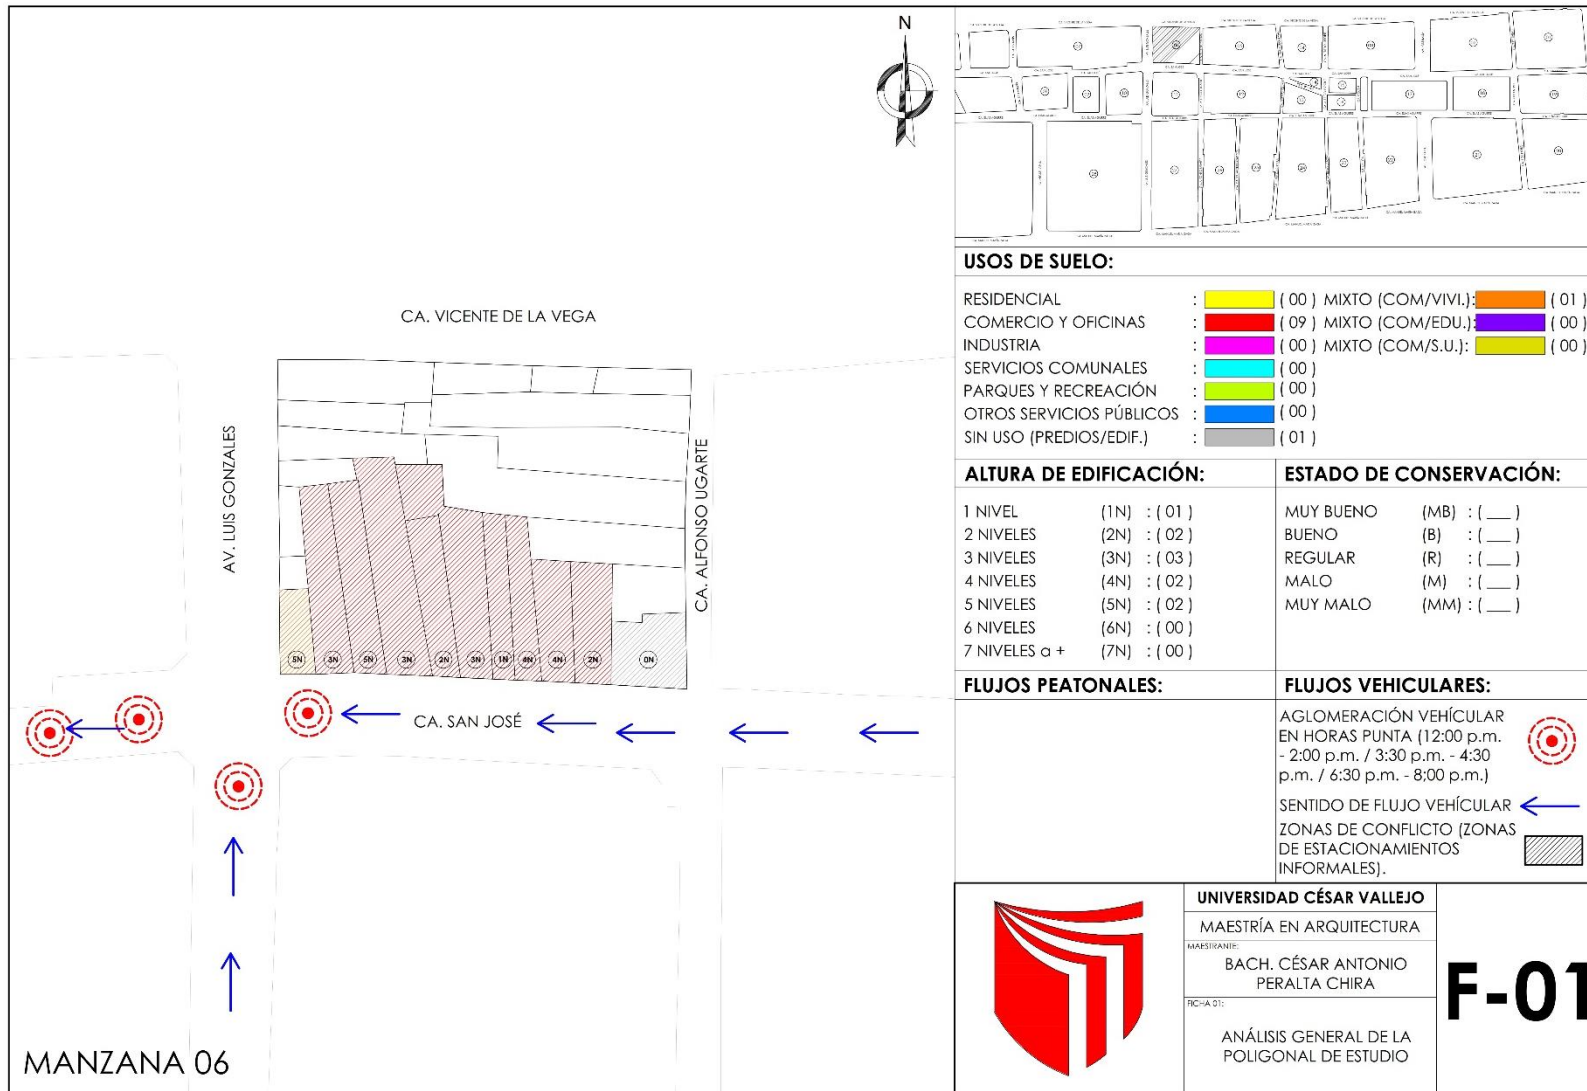 N
CA. VICENTE DE LA VEGA
AV. LUIS GONZALES
CA. ALFONSO UGARTE
5N 3N 5N 3N 2N 3N 1N 4N 4N 2N 0N
CA. SAN JOSÉ
MANZANA 06
USOS DE SUELO:
RESIDENCIAL : ( 00 ) MIXTO (COM/VIVI.): ( 01 )
COMERCIO Y OFICINAS : ( 09 ) MIXTO (COM/EDU.): ( 00 )
INDUSTRIA : ( 00 ) MIXTO (COM/S.U.): ( 00 )
SERVICIOS COMUNALES : ( 00 )
PARQUES Y RECREACIÓN : ( 00 )
OTROS SERVICIOS PÚBLICOS : ( 00 )
SIN USO (PREDIOS/EDIF.) : ( 01 )
ALTURA DE EDIFICACIÓN:
1 NIVEL (1N) : ( 01 )
2 NIVELES (2N) : ( 02 )
3 NIVELES (3N) : ( 03 )
4 NIVELES (4N) : ( 02 )
5 NIVELES (5N) : ( 02 )
6 NIVELES (6N) : ( 00 )
7 NIVELES a + (7N) : ( 00 )
ESTADO DE CONSERVACIÓN:
MUY BUENO (MB) : ( ___ )
BUENO (B) : ( ___ )
REGULAR (R) : ( ___ )
MALO (M) : ( ___ )
MUY MALO (MM) : ( ___ )
FLUJOS PEATONALES:
FLUJOS VEHICULARES:
AGLOMERACIÓN VEHÍCULAR
EN HORAS PUNTA (12:00 p.m.
- 2:00 p.m. / 3:30 p.m. - 4:30
p.m. / 6:30 p.m. - 8:00 p.m.)
SENTIDO DE FLUJO VEHÍCULAR
ZONAS DE CONFLICTO (ZONAS
DE ESTACIONAMIENTOS
INFORMALES).
UNIVERSIDAD CÉSAR VALLEJO
MAESTRÍA EN ARQUITECTURA
MAESTRANTE:
BACH. CÉSAR ANTONIO
PERALTA CHIRA
FICHA 01:
ANÁLISIS GENERAL DE LA
POLIGONAL DE ESTUDIO
F-01